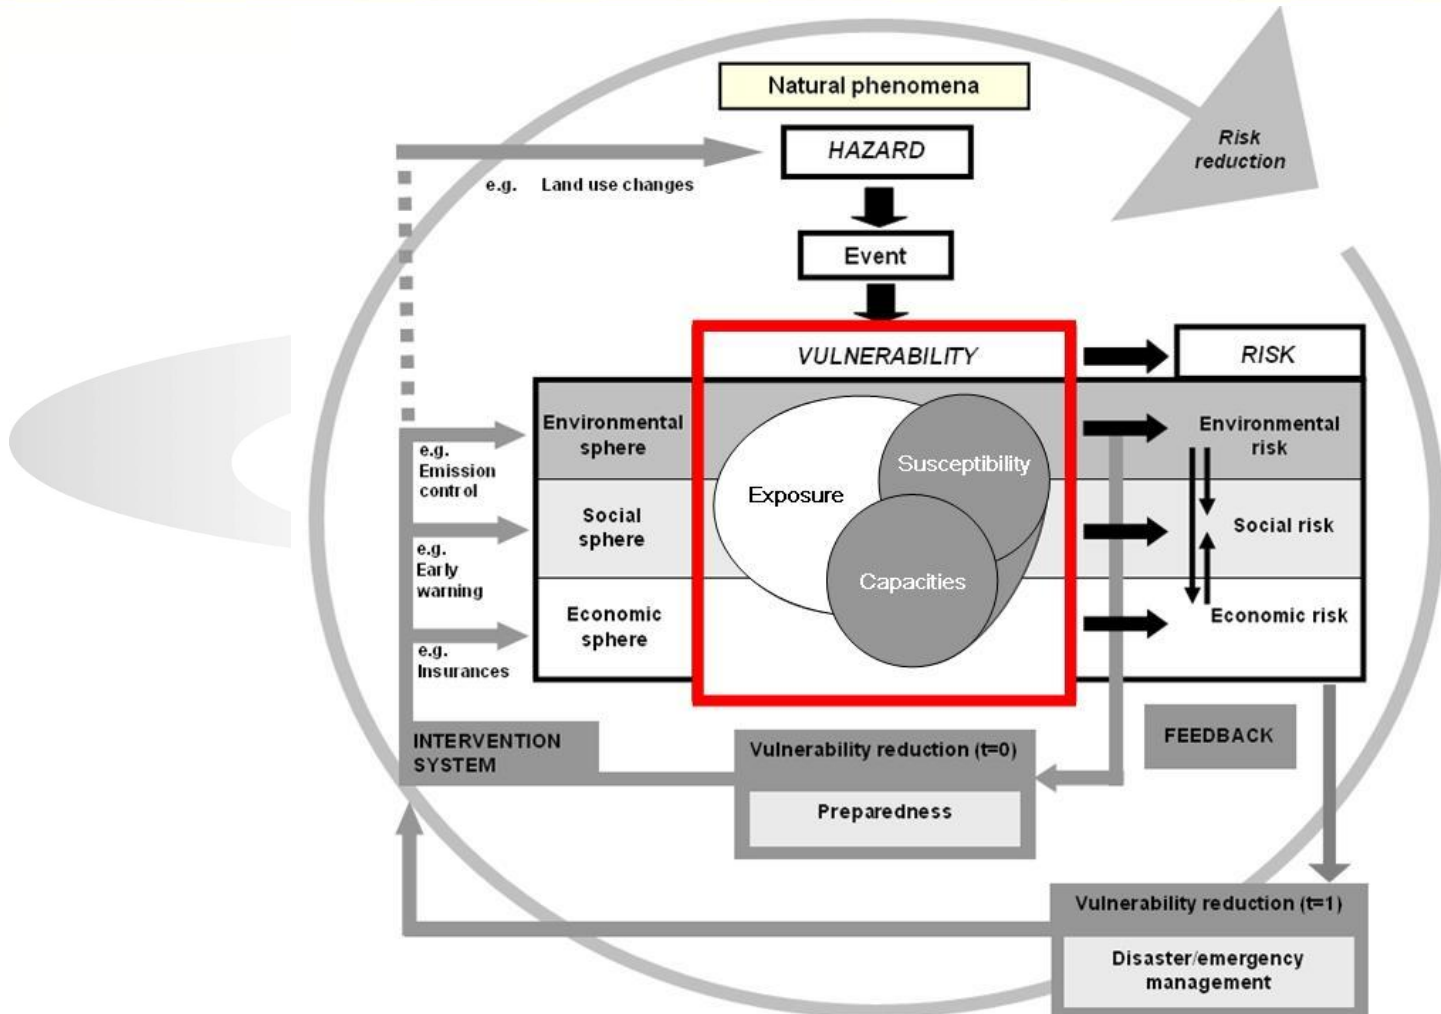 Natural phenomena
HAZARD
Risk
reduction
e.g. Land use changes
Event
VULNERABILITY
RISK
Environmental
sphere
Susceptibility
Exposure
Environmental
risk
e.g.
Emission
control
Social
sphere
Social risk
e.g.
Early
warning
Capacities
Economic
sphere
Economic risk
e.g.
Insurances
INTERVENTION
SYSTEM
Vulnerability reduction (t=0)
Preparedness
FEEDBACK
Vulnerability reduction (t=1)
Disaster/emergency
management